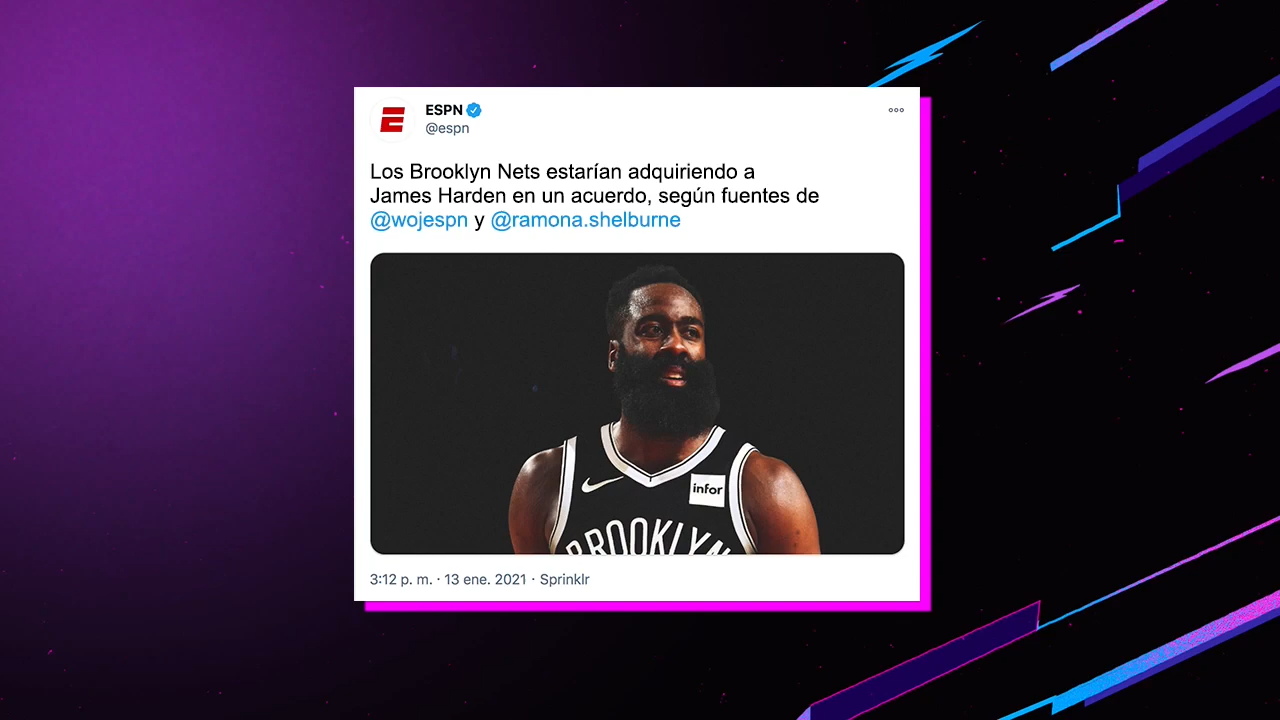 ESPN
@espn
Los Brooklyn Nets estarían adquiriendo a
James Harden en un acuerdo, según fuentes de
@wojespn y @ramona.shelburne
infor
BROOKLYN
3:12 p. m. · 13 ene. 2021 · Sprinklr